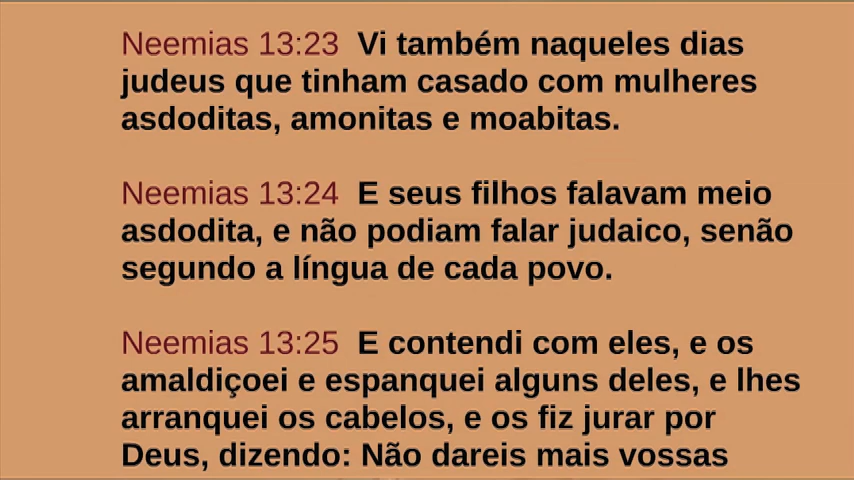 Neemias 13:23 Vi também naqueles dias
judeus que tinham casado com mulheres
asdoditas, amonitas e moabitas.
Neemias 13:24 E seus filhos falavam meio
asdodita, e não podiam falar judaico, senão
segundo a língua de cada povo.
Neemias 13:25 E contendi com eles, e os
amaldiçoei e espanquei alguns deles, e lhes
arranquei os cabelos, e os fiz jurar por
Deus, dizendo: Não dareis mais vossas